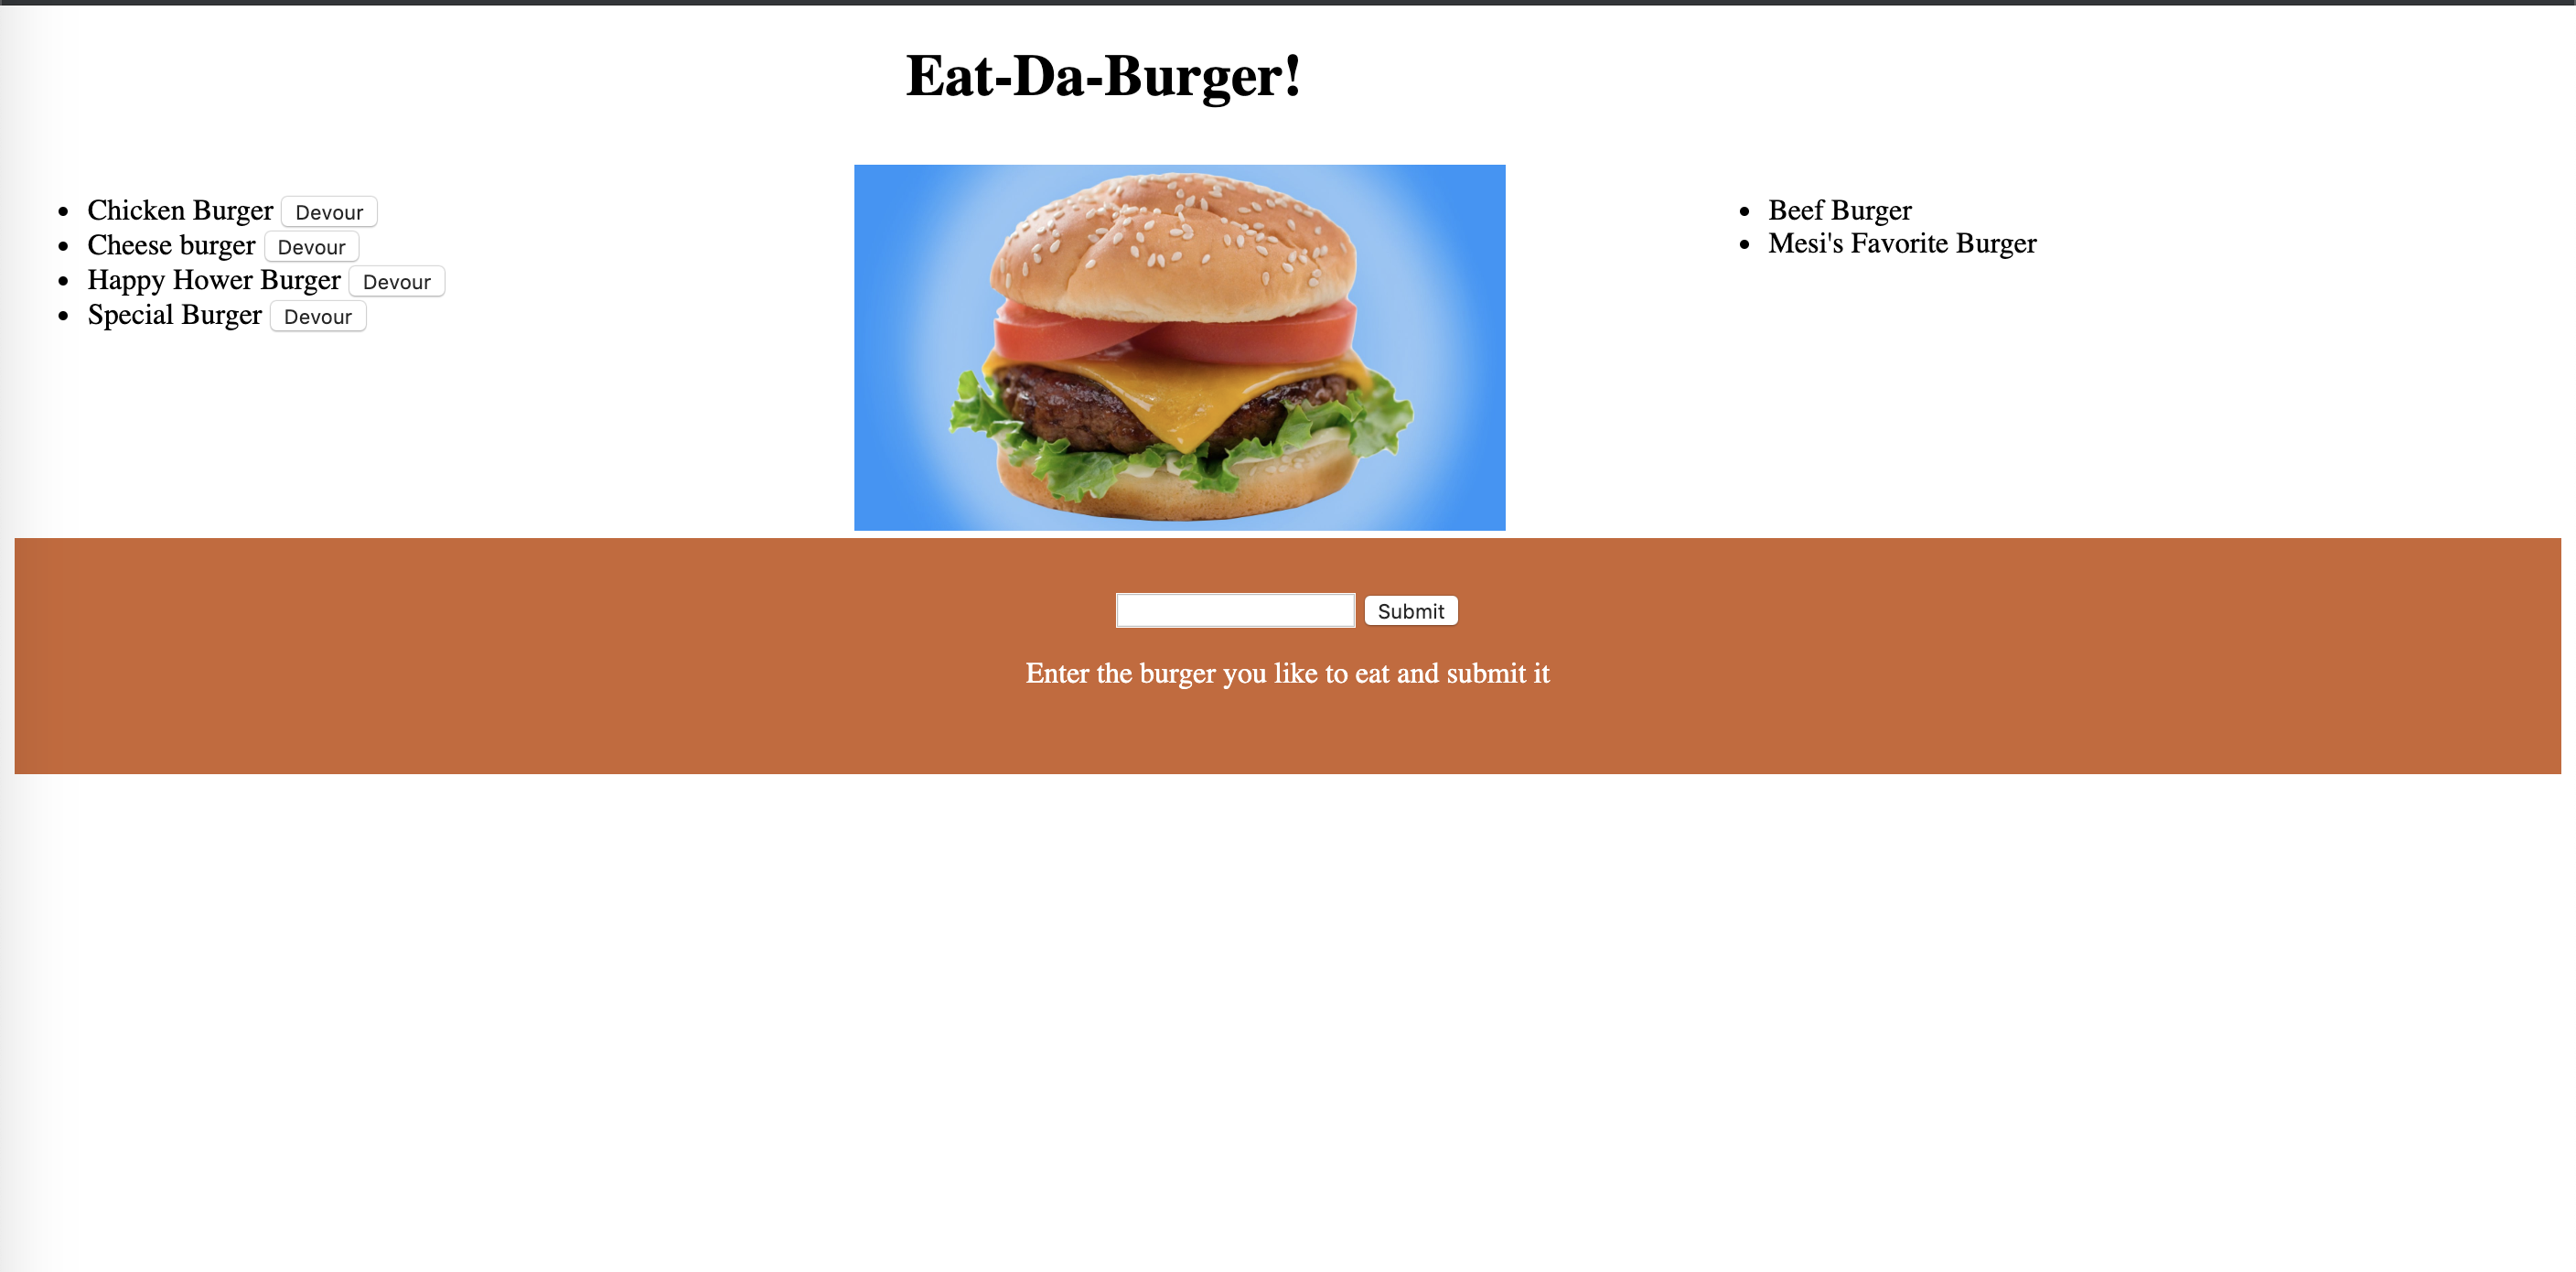 Eat-Da-Burger!
Chicken Burger Devour
Cheese burger Devour
Happy Hower Burger Devour
Special Burger Devour
Beef Burger
Mesi's Favorite Burger
Submit
Enter the burger you like to eat and submit it